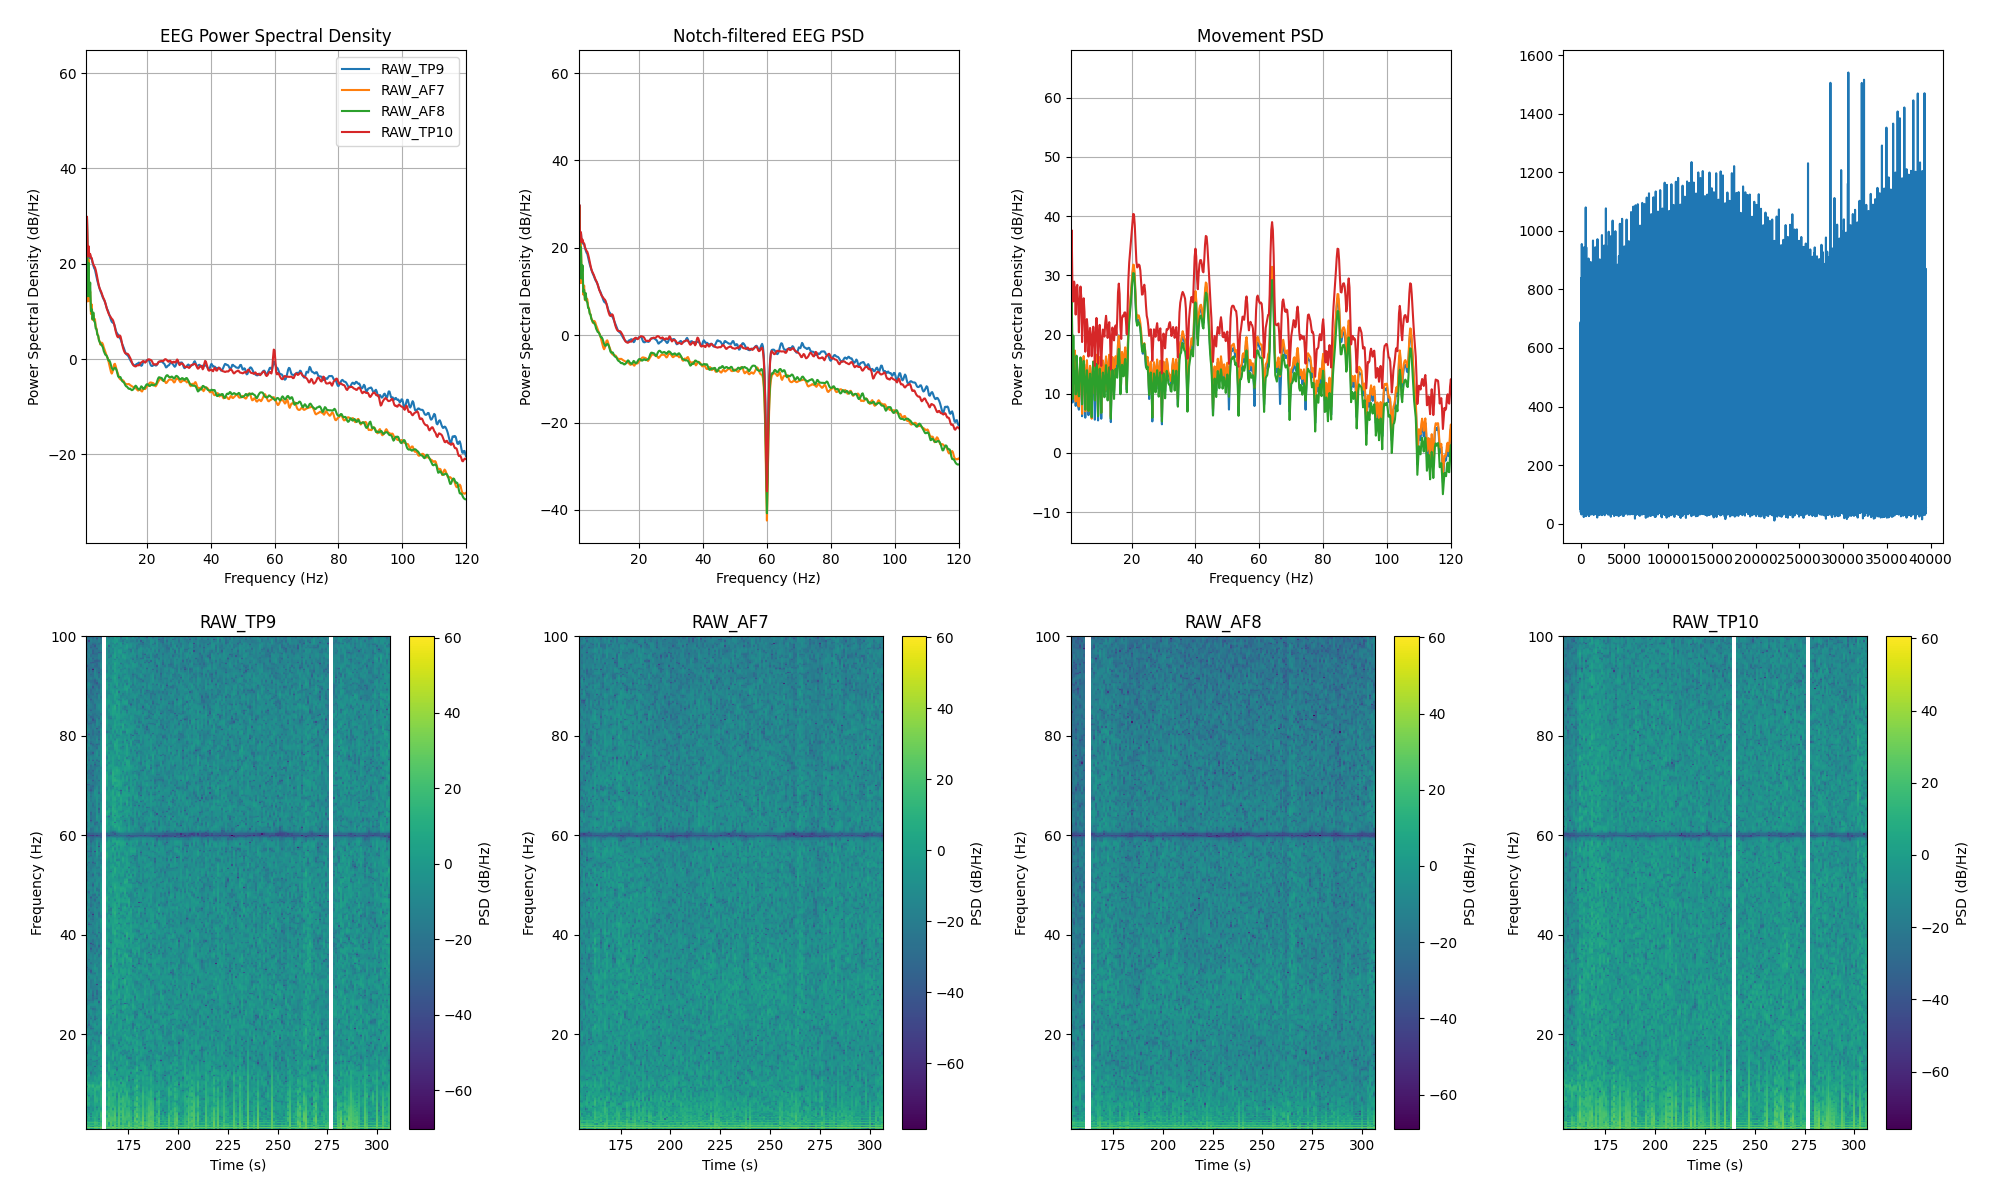 EEG Power Spectral Density
Power Spectral Density (dB/Hz)
60
40
20
0
−20
RAW_TP9
RAW_AF7
RAW_AF8
RAW_TP10
20 40 60 80 100 120
Frequency (Hz)
Notch-filtered EEG PSD
Power Spectral Density (dB/Hz)
60
40
20
0
−20
−40
20 40 60 80 100 120
Frequency (Hz)
Movement PSD
Power Spectral Density (dB/Hz)
60
50
40
30
20
10
0
−10
20 40 60 80 100 120
Frequency (Hz)
1600
1400
1200
1000
800
600
400
200
0
0 5000 10000 15000 20000 25000 30000 35000 40000
RAW_TP9
Frequency (Hz)
100
80
60
40
20
175 200 225 250 275 300
Time (s)
60
40
20
0
−20
−40
−60
PSD (dB/Hz)
RAW_AF7
Frequency (Hz)
100
80
60
40
20
175 200 225 250 275 300
Time (s)
60
40
20
0
−20
−40
−60
PSD (dB/Hz)
RAW_AF8
Frequency (Hz)
100
80
60
40
20
175 200 225 250 275 300
Time (s)
60
40
20
0
−20
−40
−60
PSD (dB/Hz)
RAW_TP10
Frequency (Hz)
100
80
60
40
20
175 200 225 250 275 300
Time (s)
60
40
20
0
−20
−40
−60
PSD (dB/Hz)